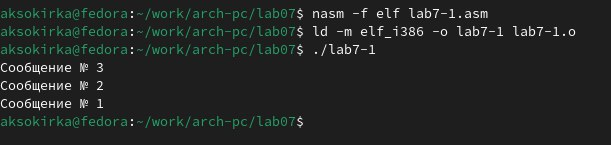 aksokirka@fedora:~/work/arch-pc/lab07$ nasm -f elf lab7-1.asm
aksokirka@fedora:~/work/arch-pc/lab07$ ld -m elf_i386 -o lab7-1 lab7-1.o
aksokirka@fedora:~/work/arch-pc/lab07$ ./lab7-1
Сообщение № 3
Сообщение № 2
Сообщение № 1
aksokirka@fedora:~/work/arch-pc/lab07$